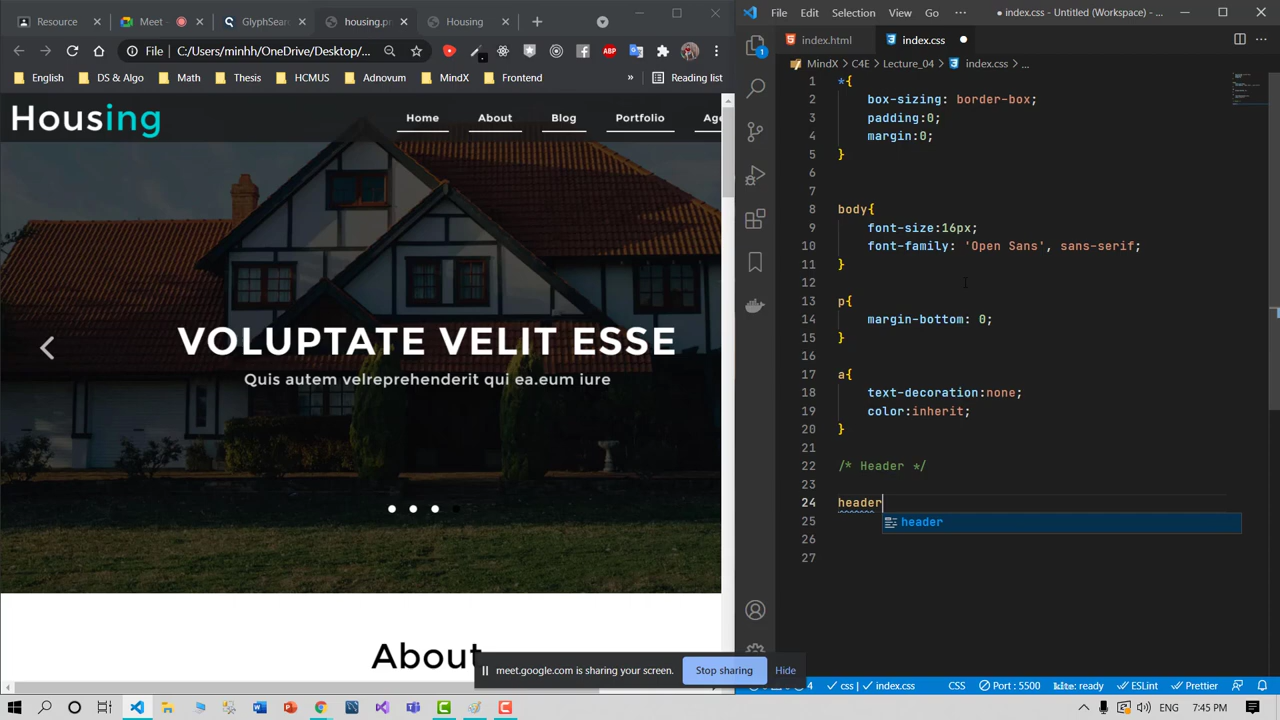 Resource
Meet
GlyphSear
housing.pr
Housing
File
C:/Users/minhh/OneDrive/Desktop/...
ABP
English
DS & Algo
Math
Thesis
HCMUS
Adnovum
MindX
Frontend
»
Reading list
Housing
Home
About
Blog
Portfolio
Age
VOLUPTATE VELIT ESSE
Quis autem velreprehenderit qui ea.eum iure
About
meet.google.com is sharing your screen.
Stop sharing
Hide
File
Edit
Selection
View
Go
...
● index.css - Untitled (Workspace) - ...
index.html
index.css
MindX > C4E > Lecture_04 > index.css > ...
1 *{
2 box-sizing: border-box;
3 padding:0;
4 margin:0;
5 }
6
7
8 body{
9 font-size:16px;
10 font-family: 'Open Sans', sans-serif;
11 }
12
13 p{
14 margin-bottom: 0;
15 }
16
17 a{
18 text-decoration:none;
19 color:inherit;
20 }
21
22 /* Header */
23
24 header
25
header
26
27
1
4
css | index.css
CSS
Port : 5500
kite: ready
ESLint
Prettier
ENG
7:45 PM